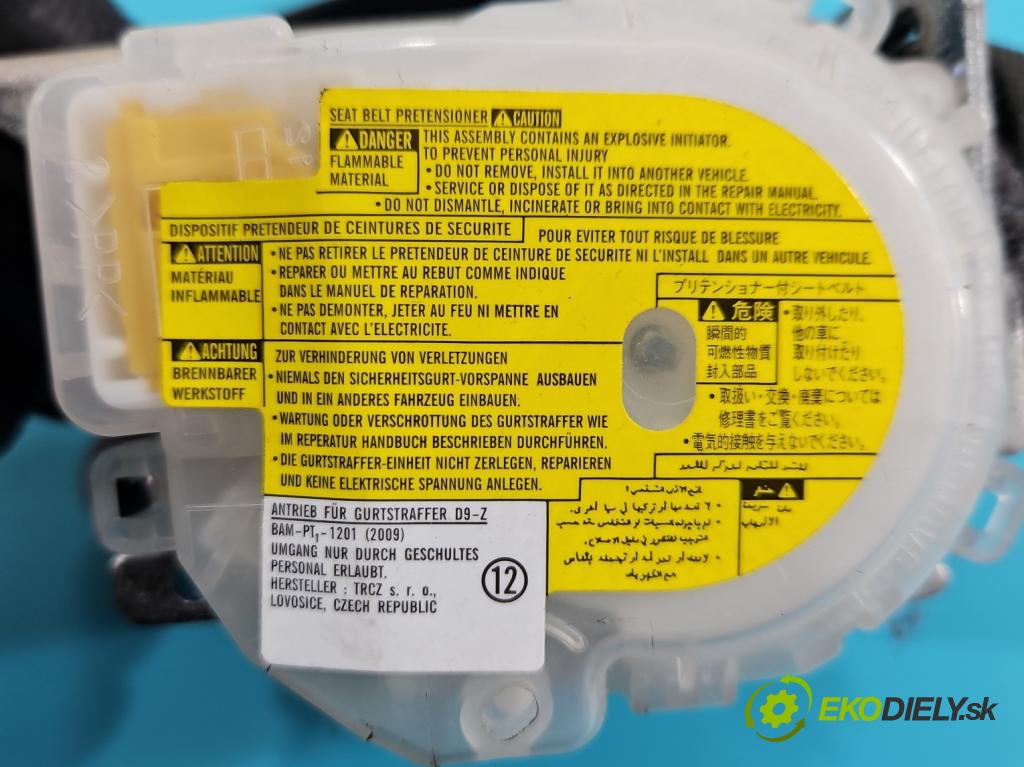 SEAT BELT PRETENSIONER ⚠CAUTION
⚠DANGER
FLAMMABLE
MATERIAL
THIS ASSEMBLY CONTAINS AN EXPLOSIVE INITIATOR.
TO PREVENT PERSONAL INJURY
• DO NOT REMOVE, INSTALL IT INTO ANOTHER VEHICLE.
• SERVICE OR DISPOSE OF IT AS DIRECTED IN THE REPAIR MANUAL.
• DO NOT DISMANTLE, INCINERATE OR BRING INTO CONTACT WITH ELECTRICITY.
DISPOSITIF PRETENDEUR DE CEINTURES DE SECURITE
POUR EVITER TOUT RISQUE DE BLESSURE
⚠ATTENTION
MATÉRIAU
INFLAMMABLE
• NE PAS RETIRER LE PRETENDEUR DE CEINTURE DE SECURITE NI L'INSTALL DANS UN AUTRE VEHICULE.
• REPARER OU METTRE AU REBUT COMME INDIQUE
DANS LE MANUEL DE REPARATION.
• NE PAS DEMONTER, JETER AU FEU NI METTRE EN
CONTACT AVEC L'ELECTRICITE.
⚠ACHTUNG
BRENNBARER
WERKSTOFF
ZUR VERHINDERUNG VON VERLETZUNGEN
• NIEMALS DEN SICHERHEITSGURT-VORSPANNE AUSBAUEN
UND IN EIN ANDERES FAHRZEUG EINBAUEN.
• WARTUNG ODER VERSCHROTTUNG DES GURTSTRAFFER WIE
IM REPERATUR HANDBUCH BESCHRIEBEN DURCHFÜHREN.
• DIE GURTSTRAFFER-EINHEIT NICHT ZERLEGEN, REPARIEREN
UND KEINE ELEKTRISCHE SPANNUNG ANLEGEN.
プリテンショナー付シートベルト
⚠危険
瞬間的
可燃性物質
封入部品
• 取り外したり、
他の車に
取り付けたり
しないでください。
• 取扱い・交換・廃棄については
修理書をご覧ください。
• 電気的接触を与えないでください。
ANTRIEB FÜR GURTSTRAFFER D9-Z
BAM-PT₁-1201 (2009)
UMGANG NUR DURCH GESCHULTES
PERSONAL ERLAUBT.
HERSTELLER : TRCZ s. r. o.,
LOVOSICE, CZECH REPUBLIC
12
>PP<
EKODIELY.sk